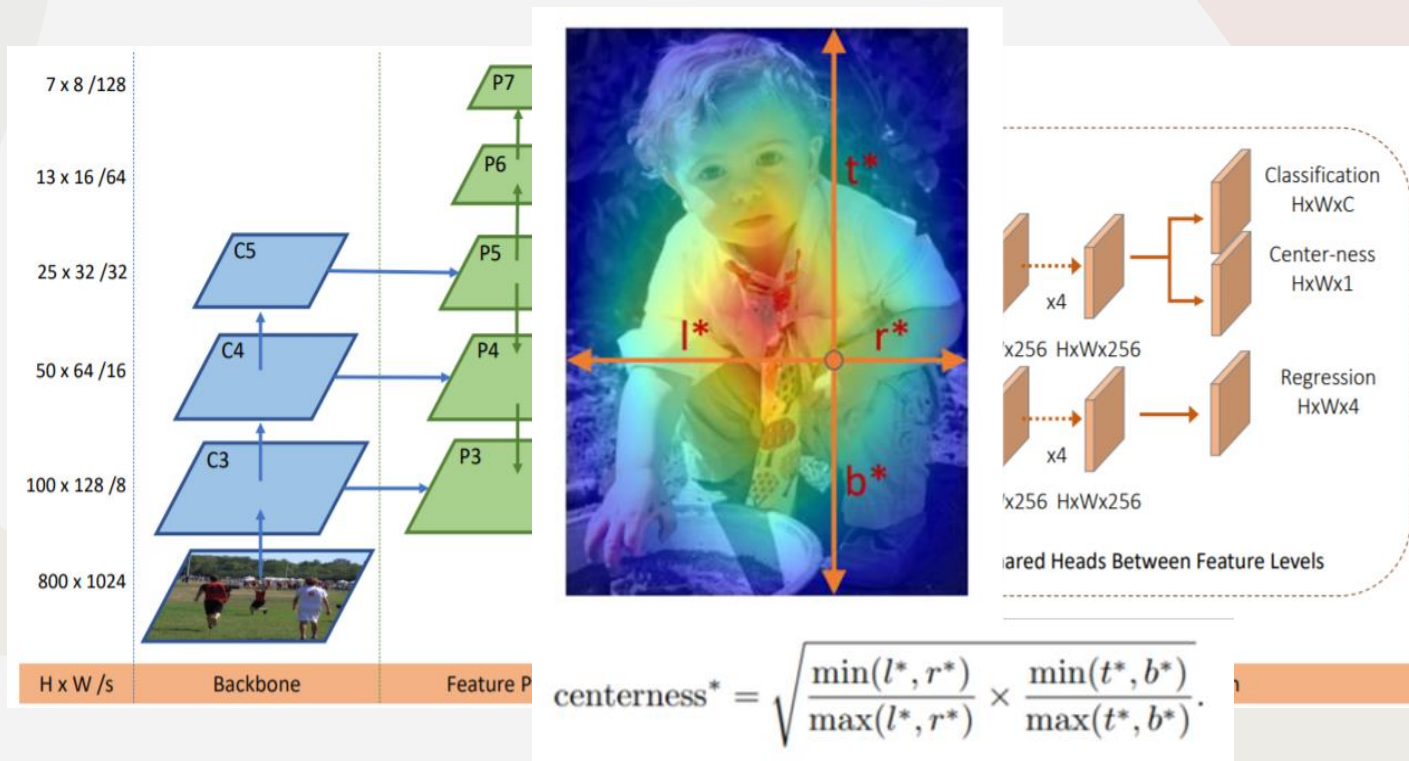 7 x 8 /128
13 x 16 /64
25 x 32 /32
50 x 64 /16
100 x 128 /8
800 x 1024
H x W /s
C5
C4
C3
Backbone
P7
P6
P5
P4
P3
Feature
t*
l*
r*
b*
Classification
HxWxC
Center-ness
HxWx1
x4
x256 HxWx256
Regression
HxWx4
x4
x256 HxWx256
Heads Between Feature Levels
centerness* = √(min(l*, r*)/max(l*, r*) × min(t*, b*)/max(t*, b*)).